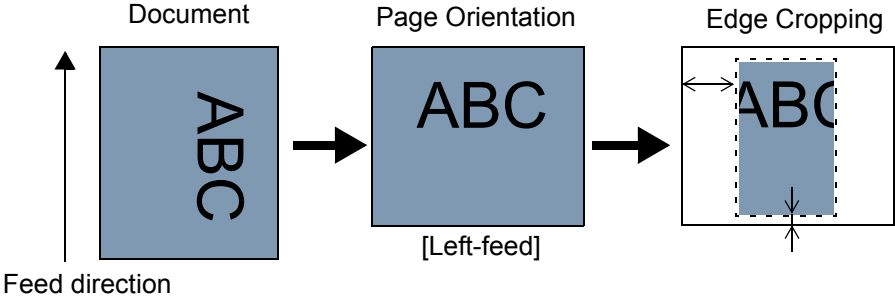 Document
Page Orientation
Edge Cropping
ABC
ABC
ABC
[Left-feed]
Feed direction